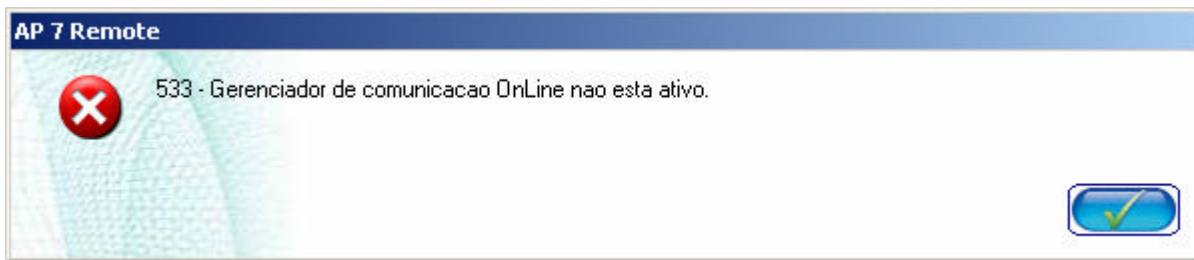 AP 7 Remote
533 - Gerenciador de comunicacao OnLine nao esta ativo.